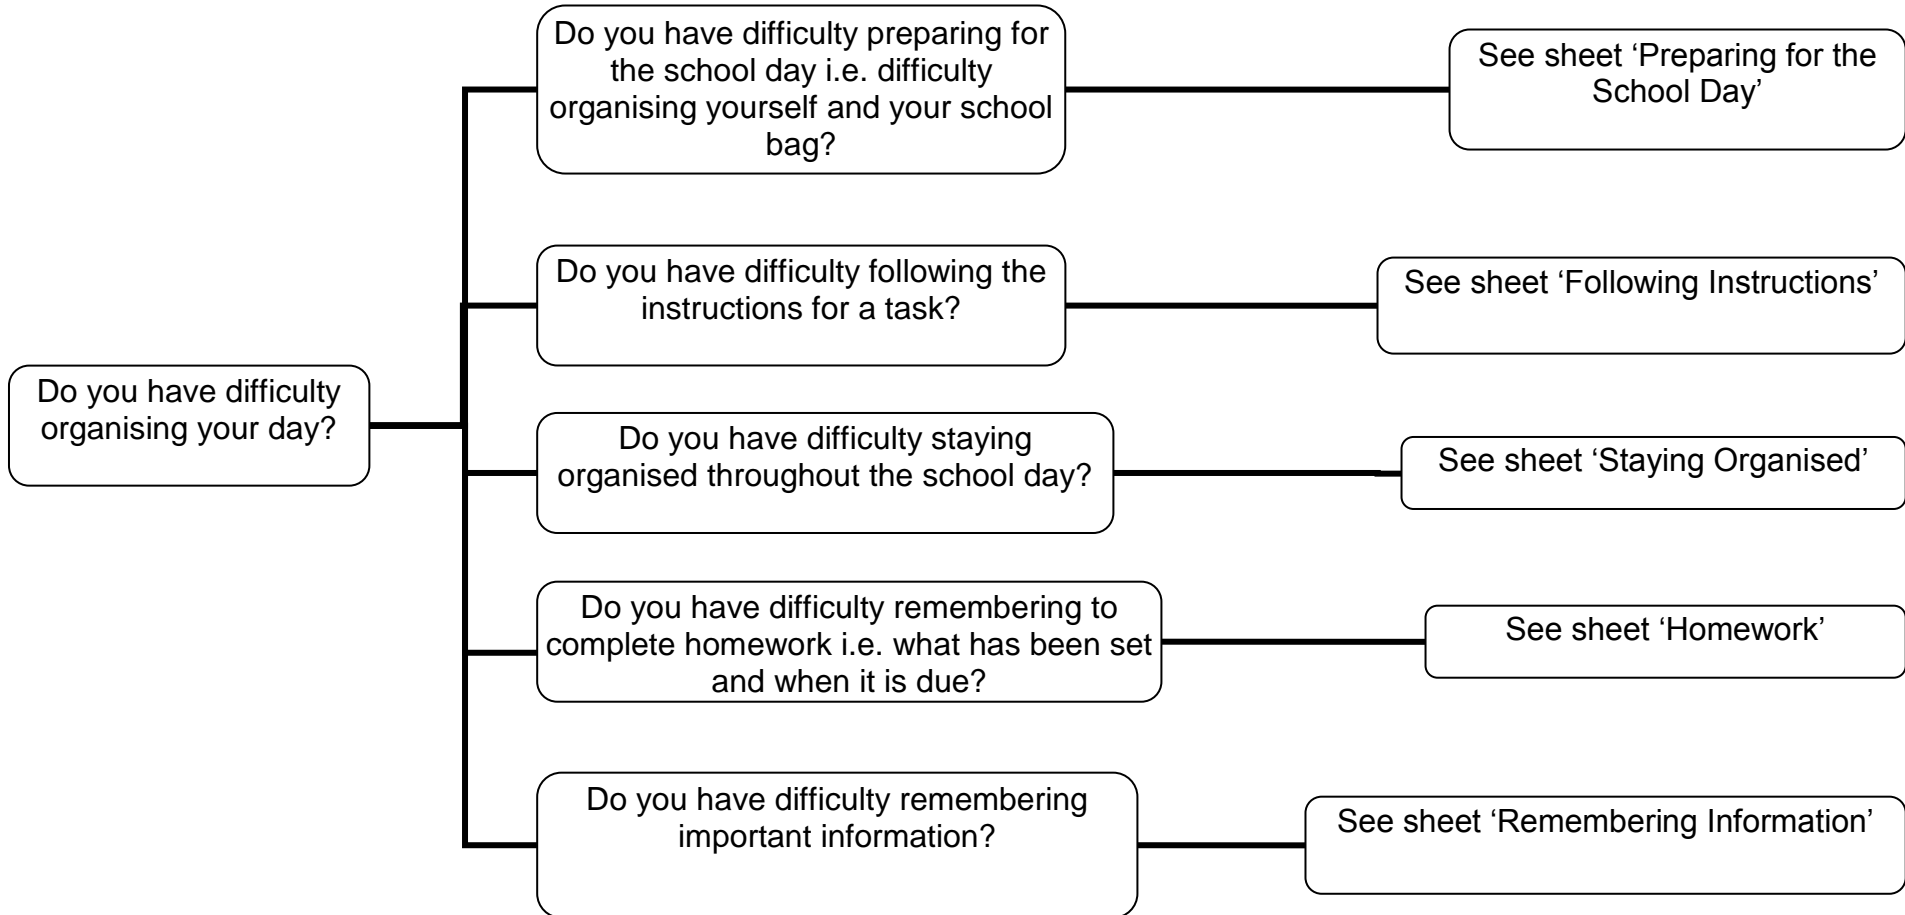 Do you have difficulty
organising your day?
Do you have difficulty preparing for
the school day i.e. difficulty
organising yourself and your school
bag?
See sheet ‘Preparing for the
School Day’
Do you have difficulty following the
instructions for a task?
See sheet ‘Following Instructions’
Do you have difficulty staying
organised throughout the school day?
See sheet ‘Staying Organised’
Do you have difficulty remembering to
complete homework i.e. what has been set
and when it is due?
See sheet ‘Homework’
Do you have difficulty remembering
important information?
See sheet ‘Remembering Information’